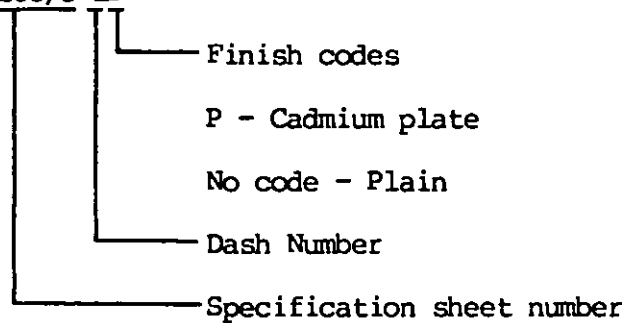 Finish codes
P - Cadmium plate
No code - Plain
Dash Number
Specification sheet number